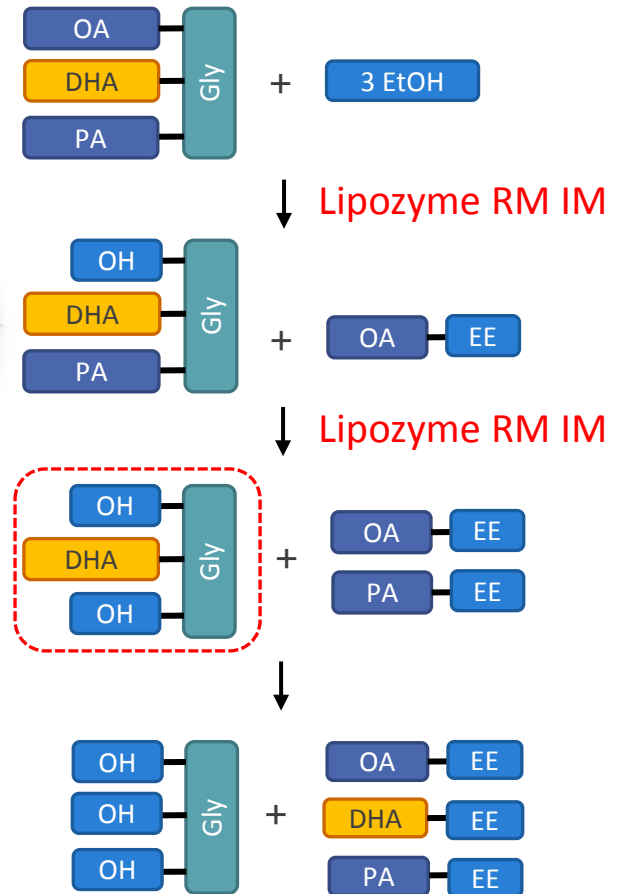 OA
DHA
PA
Gly
+
3 EtOH
Lipozyme RM IM
OH
DHA
PA
Gly
+
OA
EE
Lipozyme RM IM
OH
DHA
OH
Gly
+
OA
EE
PA
EE
OH
OH
OH
Gly
+
OA
EE
DHA
EE
PA
EE